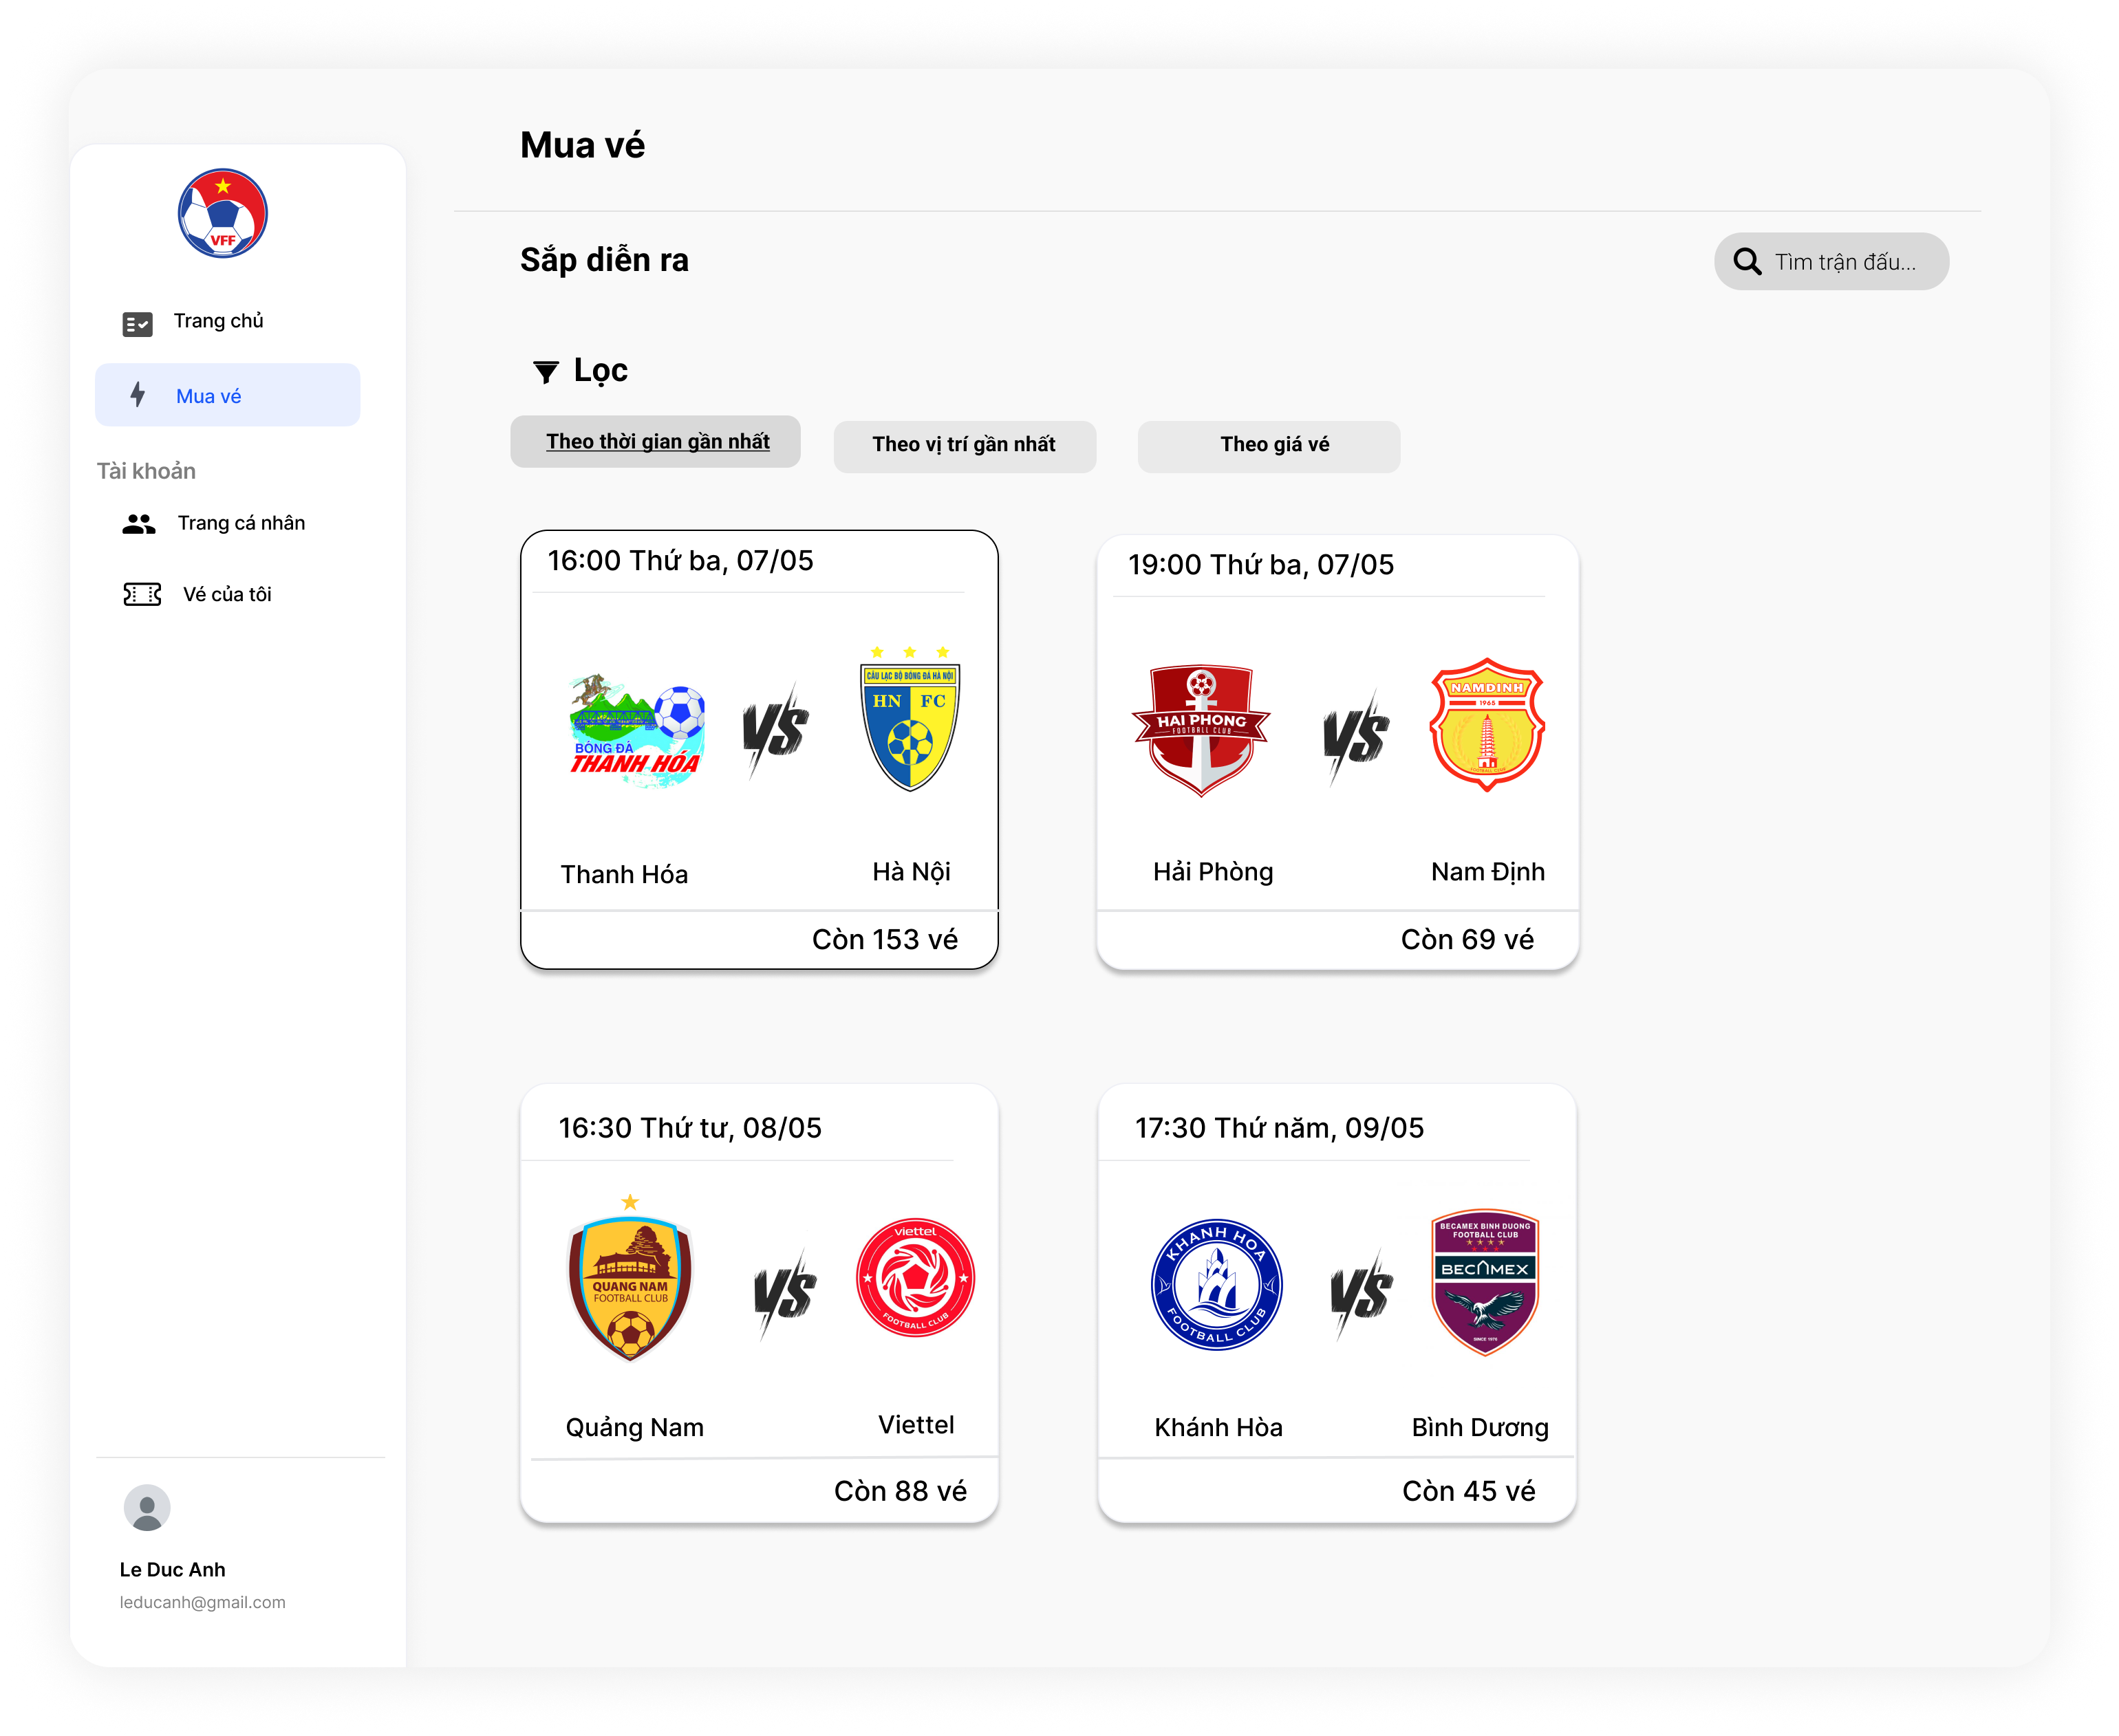 VFF
Trang chủ
Mua vé
Tài khoản
Trang cá nhân
Vé của tôi
Le Duc Anh
leducanh@gmail.com
Mua vé
Sắp diễn ra
Tìm trận đấu...
Lọc
Theo thời gian gần nhất
Theo vị trí gần nhất
Theo giá vé
16:00 Thứ ba, 07/05
BÓNG ĐÁ
THANH HÓA
VS
CÂU LẠC BỘ BÓNG ĐÁ HÀ NỘI
HN FC
Thanh Hóa
Hà Nội
Còn 153 vé
19:00 Thứ ba, 07/05
HAI PHONG
FOOTBALL CLUB
VS
NAMDINH
1965
FOOTBALL CLUB
Hải Phòng
Nam Định
Còn 69 vé
16:30 Thứ tư, 08/05
QUANG NAM
FOOTBALL CLUB
VS
viettel
FOOTBALL CLUB
Quảng Nam
Viettel
Còn 88 vé
17:30 Thứ năm, 09/05
KHANH HOA
FOOTBALL CLUB
VS
BECAMEX BINH DUONG
FOOTBALL CLUB
BECAMEX
SINCE 1976
Khánh Hòa
Bình Dương
Còn 45 vé